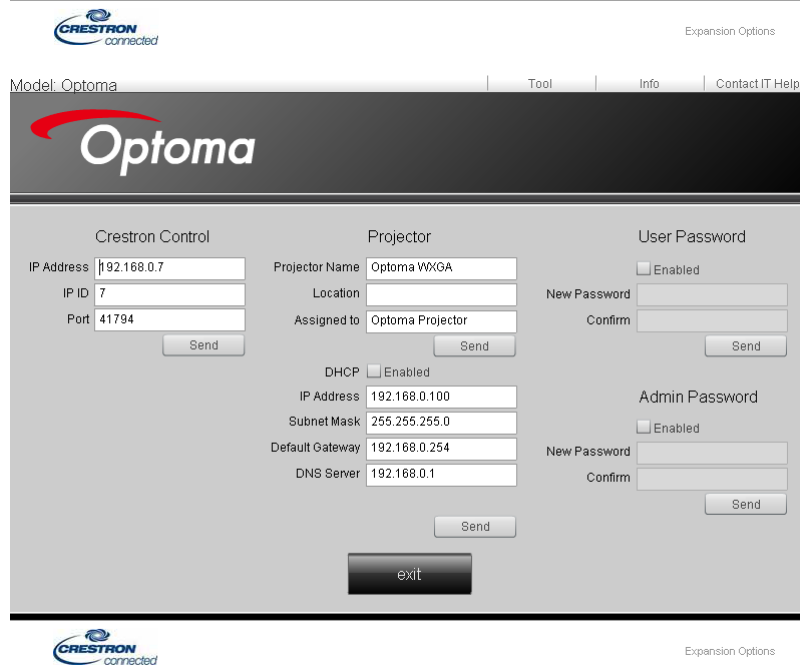 CRESTRON
connected
Expansion Options
Model: Optoma
Tool
Info
Contact IT Help
Optoma
Crestron Control
IP Address 192.168.0.7
IP ID 7
Port 41794
Send
Projector
Projector Name Optoma WXGA
Location
Assigned to Optoma Projector
Send
DHCP Enabled
IP Address 192.168.0.100
Subnet Mask 255.255.255.0
Default Gateway 192.168.0.254
DNS Server 192.168.0.1
Send
User Password
Enabled
New Password
Confirm
Send
Admin Password
Enabled
New Password
Confirm
Send
exit
CRESTRON
connected
Expansion Options